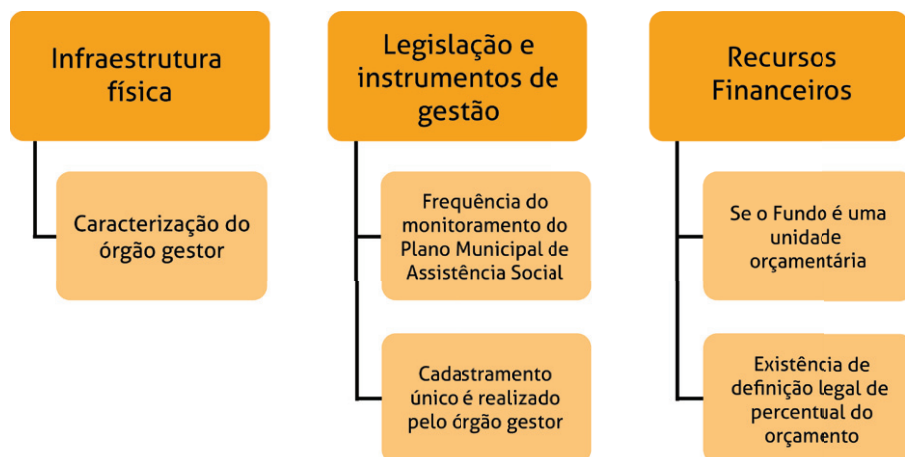 Infraestrutura
física
Caracterização do
órgão gestor
Legislação e
instrumentos de
gestão
Frequência do
monitoramento do
Plano Municipal de
Assistência Social
Cadastramento
único é realizado
pelo órgão gestor
Recursos
Financeiros
Se o Fundo é uma
unidade
orçamentária
Existência de
definição legal de
percentual do
orçamento